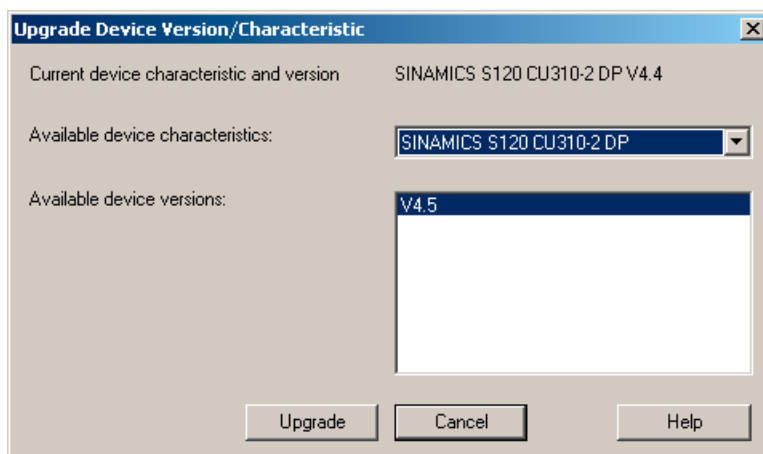 Upgrade Device Version/Characteristic
Current device characteristic and version SINAMICS S120 CU310-2 DP V4.4
Available device characteristics: SINAMICS S120 CU310-2 DP
Available device versions: V4.5
Upgrade Cancel Help